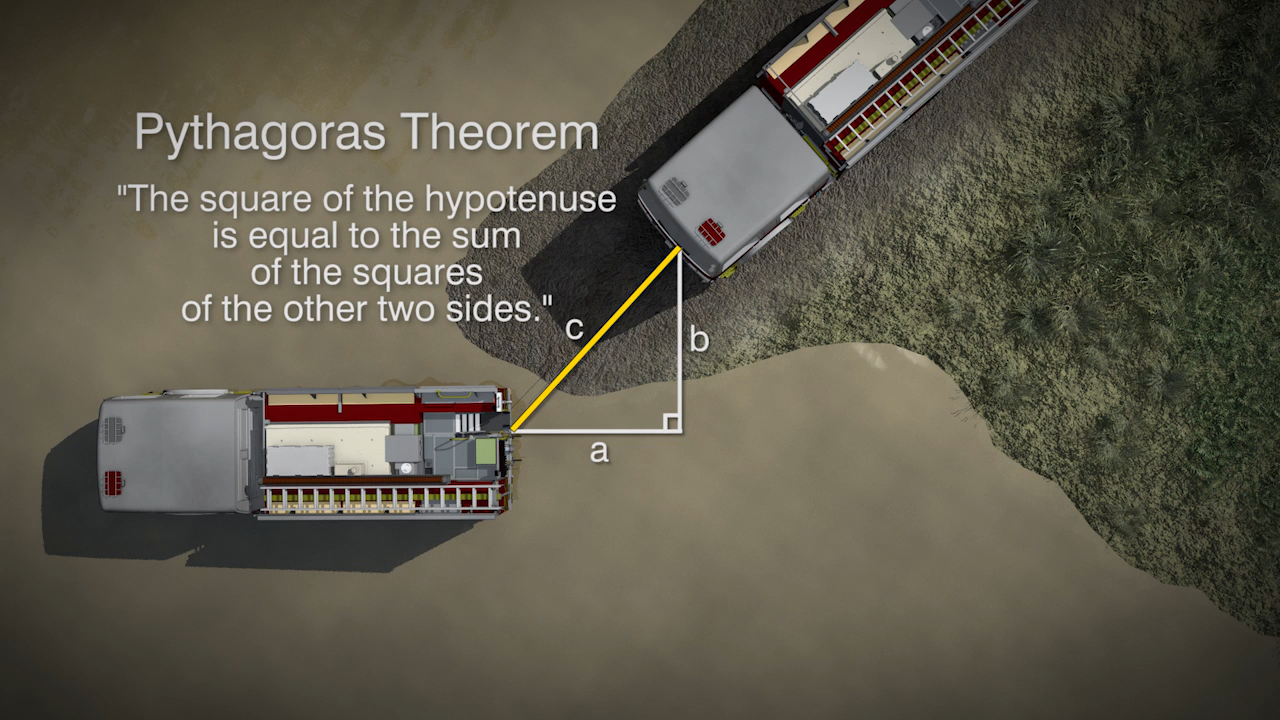 Pythagoras Theorem
"The square of the hypotenuse
is equal to the sum
of the squares
of the other two sides."
c
b
a